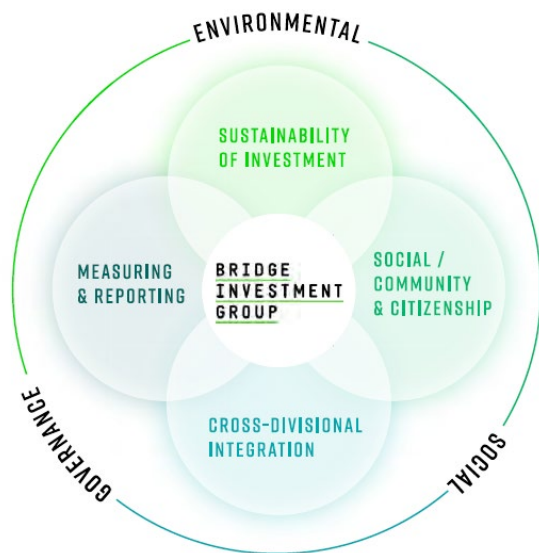 ENVIRONMENTAL
SUSTAINABILITY
OF INVESTMENT
MEASURING
& REPORTING
BRIDGE
INVESTMENT
GROUP
SOCIAL /
COMMUNITY
& CITIZENSHIP
CROSS-DIVISIONAL
INTEGRATION
GOVERNANCE
SOCIAL